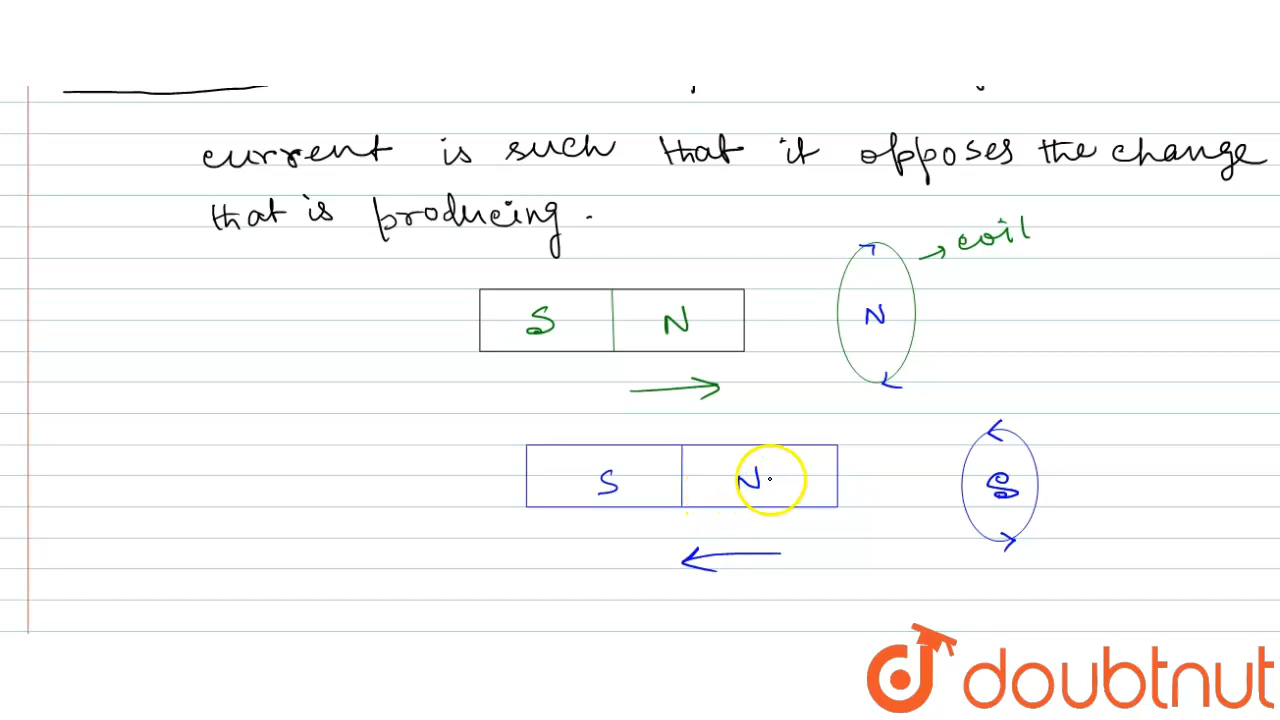 current is such that it opposes the change
that is producing.
→ coil
S N
N
S N
S
doubtnut